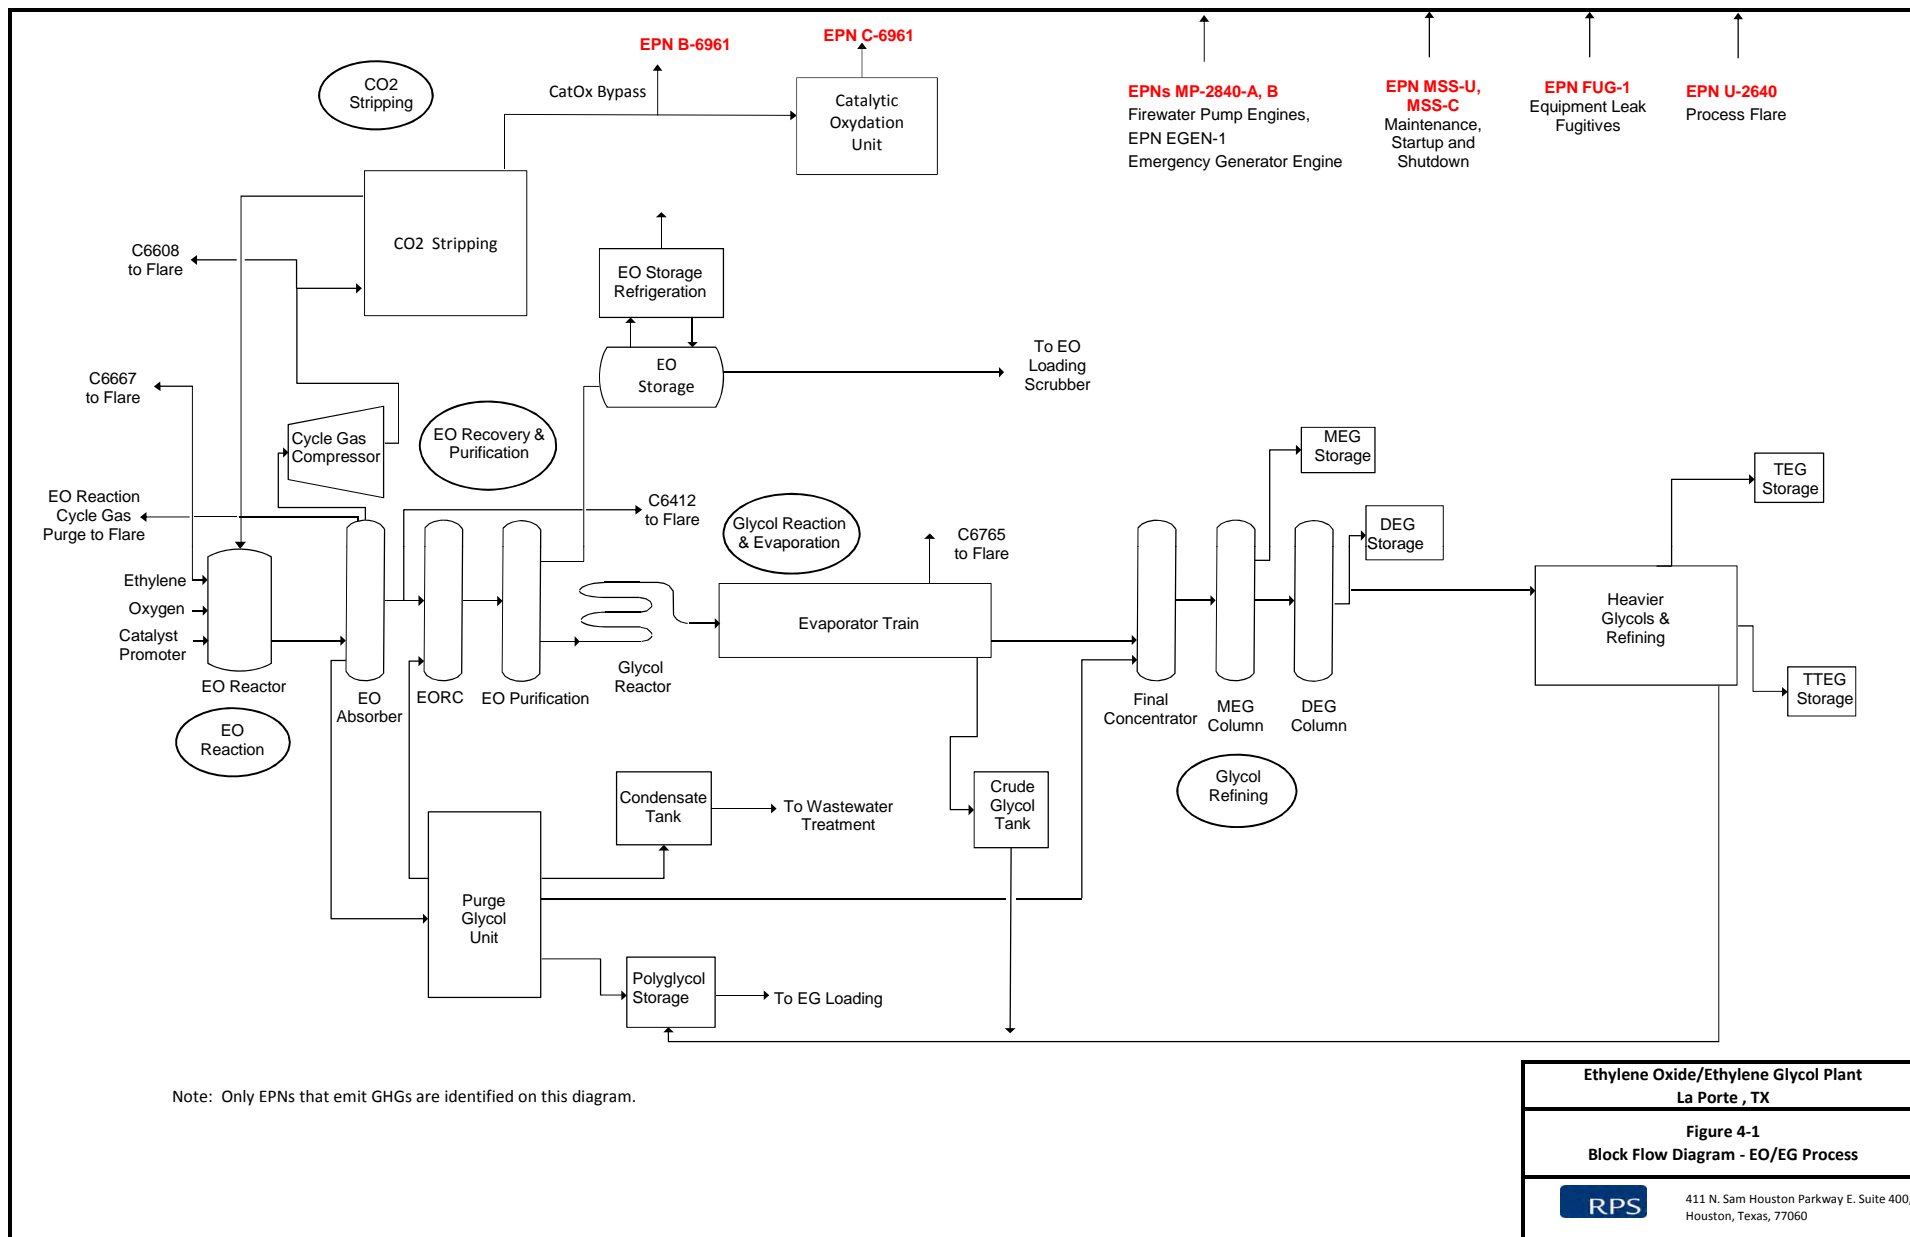 EPN B-6961
EPN C-6961
CO2
Stripping
CatOx Bypass
Catalytic
Oxydation
Unit
EPNs MP-2840-A, B
Firewater Pump Engines,
EPN EGEN-1
Emergency Generator Engine
EPN MSS-U,
MSS-C
Maintenance,
Startup and
Shutdown
EPN FUG-1
Equipment Leak
Fugitives
EPN U-2640
Process Flare
CO2 Stripping
C6608
to Flare
EO Storage
Refrigeration
EO
Storage
To EO
Loading
Scrubber
C6667
to Flare
Cycle Gas
Compressor
EO Recovery &
Purification
MEG
Storage
TEG
Storage
EO Reaction
Cycle Gas
Purge to Flare
C6412
to Flare
Glycol Reaction
& Evaporation
C6765
to Flare
DEG
Storage
Ethylene
Oxygen
Catalyst
Promoter
EO Reactor
EO
Absorber
EORC
EO Purification
Glycol
Reactor
Evaporator Train
Final
Concentrator
MEG
Column
DEG
Column
Heavier
Glycols &
Refining
TTEG
Storage
EO
Reaction
Glycol
Refining
Condensate
Tank
To Wastewater
Treatment
Crude
Glycol
Tank
Purge
Glycol
Unit
Polyglycol
Storage
To EG Loading
Note: Only EPNs that emit GHGs are identified on this diagram.
Ethylene Oxide/Ethylene Glycol Plant
La Porte , TX
Figure 4-1
Block Flow Diagram - EO/EG Process
RPS
411 N. Sam Houston Parkway E. Suite 400,
Houston, Texas, 77060